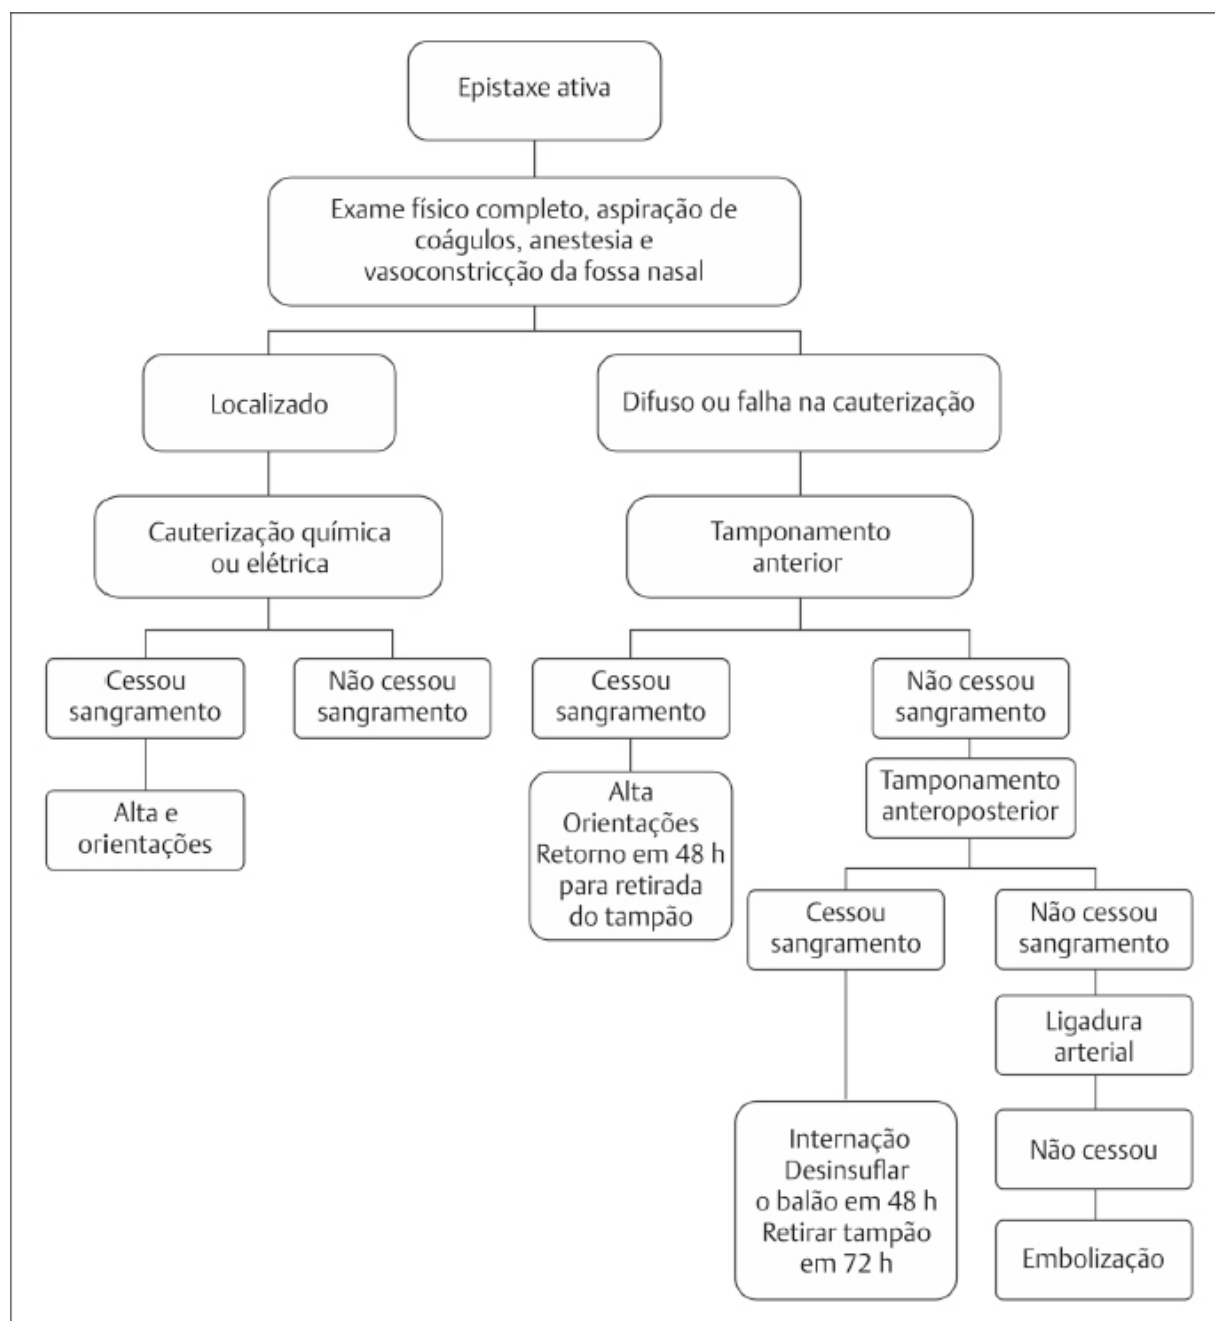 Epistaxe ativa
Exame físico completo, aspiração de
coágulos, anestesia e
vasoconstricção da fossa nasal
Localizado
Difuso ou falha na cauterização
Cauterização química
ou elétrica
Tamponamento
anterior
Cessou
sangramento
Não cessou
sangramento
Cessou
sangramento
Não cessou
sangramento
Alta e
orientações
Alta
Orientações
Retorno em 48 h
para retirada
do tampão
Tamponamento
anteroposterior
Cessou
sangramento
Não cessou
sangramento
Ligadura
arterial
Internação
Desinsuflar
o balão em 48 h
Retirar tampão
em 72 h
Não cessou
Embolização